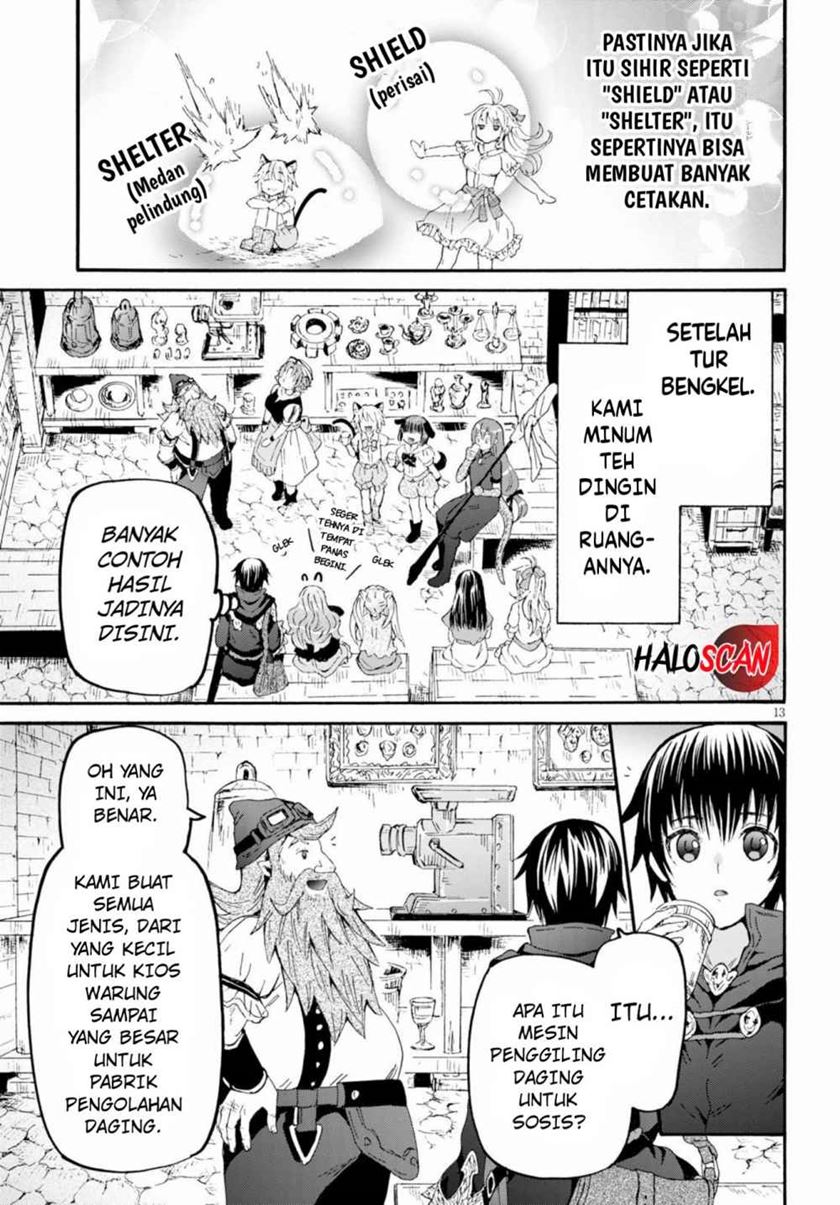 PASTINYA JIKA
ITU SIHIR SEPERTI
"SHIELD" ATAU
"SHELTER", ITU
SEPERTINYA BISA
MEMBUAT BANYAK
CETAKAN.
SHIELD
(perisai)
SHELTER
(Medan
pelindung)
SETELAH
TUR
BENGKEL.
KAMI
MINUM
TEH
DINGIN
DI
RUANG-
ANNYA.
SEGER
TEHNYA DI
TEMPAT
PANAS
BEGINI.
GLEK
GLEK
BANYAK
CONTOH
HASIL
JADINYA
DISINI.
HALOSCAN
13
ITU...
APA ITU
MESIN
PENGGILING
DAGING
UNTUK
SOSIS?
OH YANG
INI, YA
BENAR.
KAMI BUAT
SEMUA
JENIS, DARI
YANG KECIL
UNTUK KIOS
WARUNG
SAMPAI
YANG BESAR
UNTUK
PABRIK
PENGOLAHAN
DAGING.